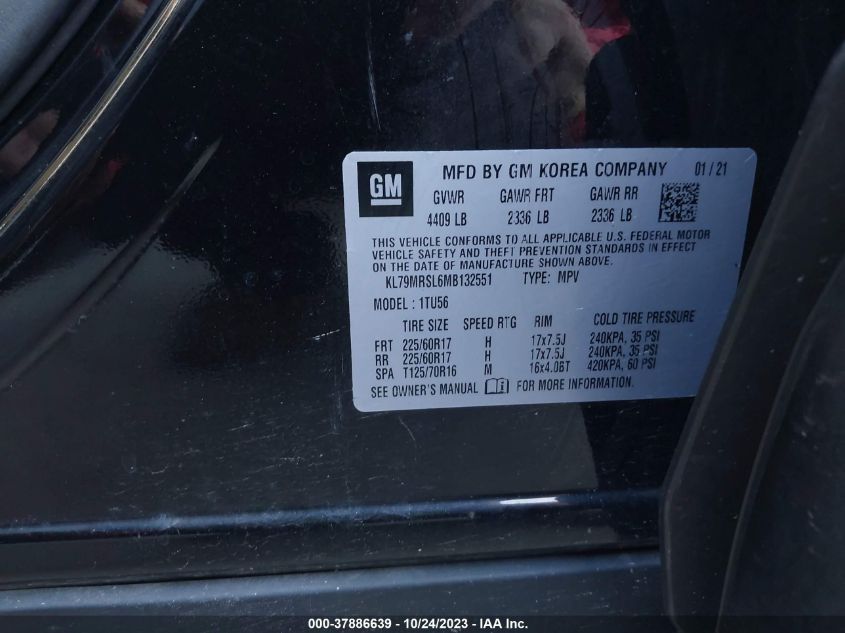 GM
MFD BY GM KOREA COMPANY 01/21
GVWR GAWR FRT GAWR RR
4409 LB 2336 LB 2336 LB
THIS VEHICLE CONFORMS TO ALL APPLICABLE U.S. FEDERAL MOTOR
VEHICLE SAFETY AND THEFT PREVENTION STANDARDS IN EFFECT
ON THE DATE OF MANUFACTURE SHOWN ABOVE.
KL79MRSL6MB132551 TYPE: MPV
MODEL : 1TU56
TIRE SIZE SPEED RTG RIM COLD TIRE PRESSURE
FRT 225/60R17 H 17x7.5J 240KPA, 35 PSI
RR 225/60R17 H 17x7.5J 240KPA, 35 PSI
SPA T125/70R16 M 16x4.0BT 420KPA, 60 PSI
SEE OWNER'S MANUAL FOR MORE INFORMATION.
000-37886639 - 10/24/2023 - IAA Inc.